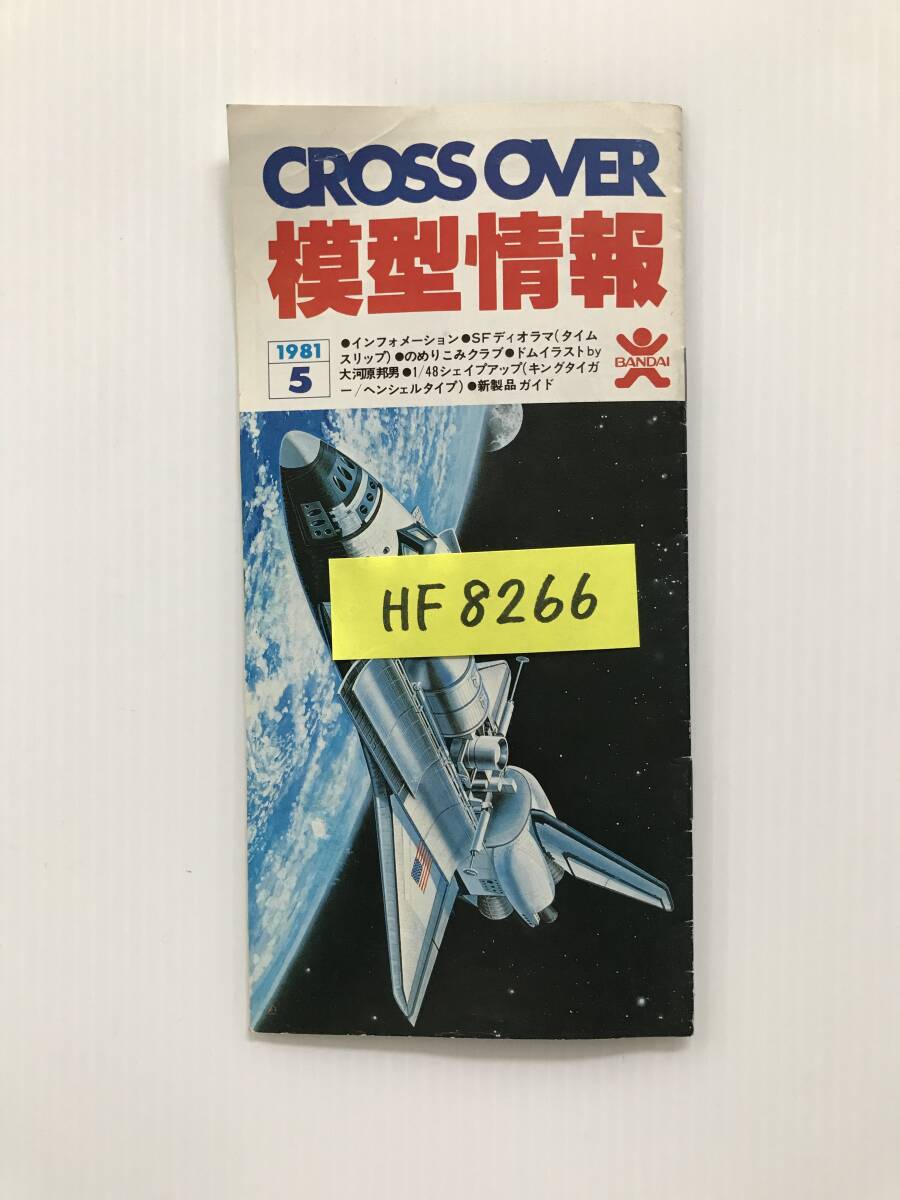 CROSS OVER
模型情報
1981
5
●インフォメーション●SFディオラマ(タイム
スリップ)●のめりこみクラブ●ドムイラストby
大河原邦男●1/48シェイプアップ(キングタイガ
ー/ヘンシェルタイプ)●新製品ガイド
BANDAI
HF 8266